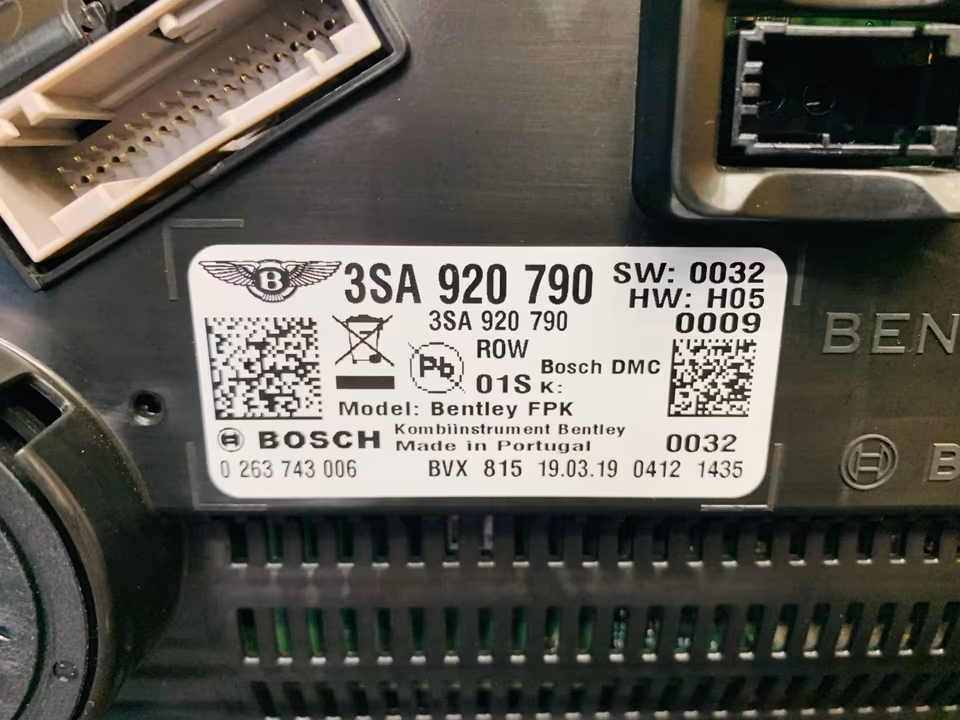 B
3SA 920 790
SW: 0032
HW: H05
3SA 920 790
0009
ROW
Pb
01S
Bosch DMC
K:
Model: Bentley FPK
BOSCH
Kombiinstrument Bentley
Made in Portugal
0032
0 263 743 006
BVX 815 19.03.19 0412 1435
BEN
B